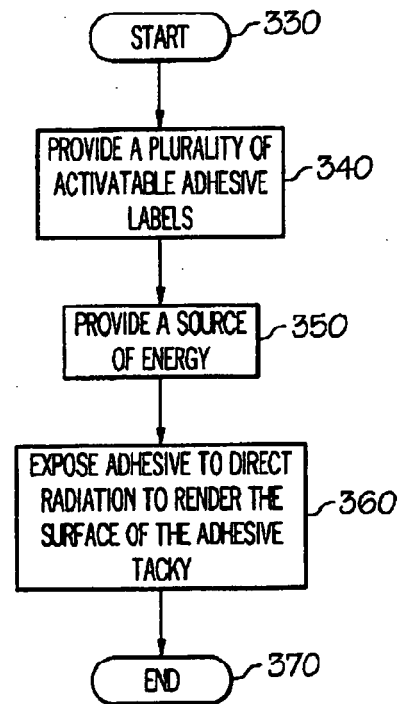 START
330
PROVIDE A PLURALITY OF
ACTIVATABLE ADHESIVE
LABELS
340
PROVIDE A SOURCE
OF ENERGY
350
EXPOSE ADHESIVE TO DIRECT
RADIATION TO RENDER THE
SURFACE OF THE ADHESIVE
TACKY
360
END
370